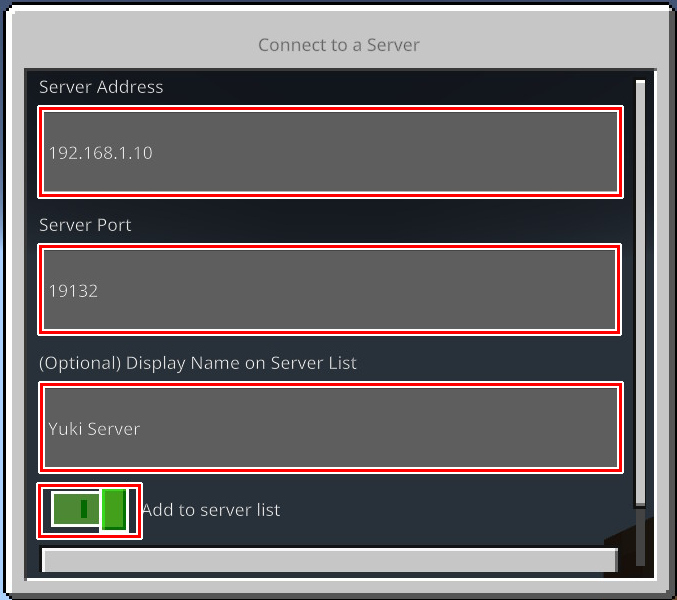 Connect to a Server
Server Address
192.168.1.10
Server Port
19132
(Optional) Display Name on Server List
Yuki Server
Add to server list